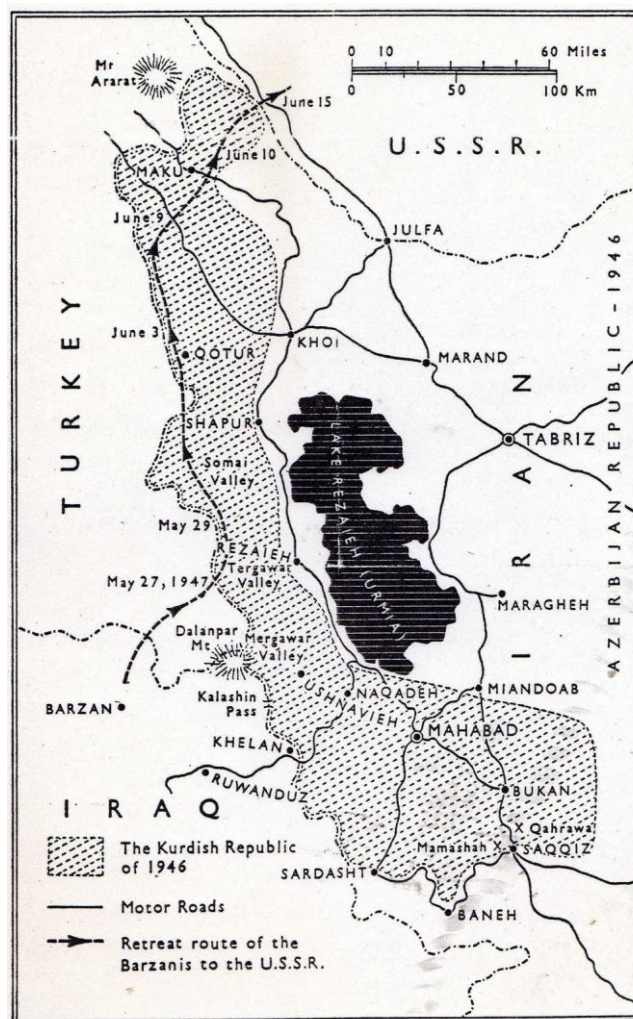 Mt
Ararat
0 10 60 Miles
0 50 100 Km
June 15
U.S.S.R.
June 10
MAKU
June 9
JULFA
TURKEY
June 3
KHOI
QOTUR
MARAND
IRAN
AZERBIJAN REPUBLIC-1946
SHAPUR
TABRIZ
Somai
Valley
LAKE REZAIEH (URMIA)
May 29
REZAIEH
Tergawar
Valley
May 27, 1947
MARAGHEH
Dalanpar
Mt
Mergawar
Valley
USHNAVIEH
NAQADEH
MIANDOAB
BARZAN
Kalashin
Pass
MAHABAD
KHELAN
RUWANDUZ
BUKAN
IRAQ
Qahrawa
Mamashah
SAQQIZ
SARDASHT
BANEH
The Kurdish Republic
of 1946
Motor Roads
Retreat route of the
Barzanis to the U.S.S.R.